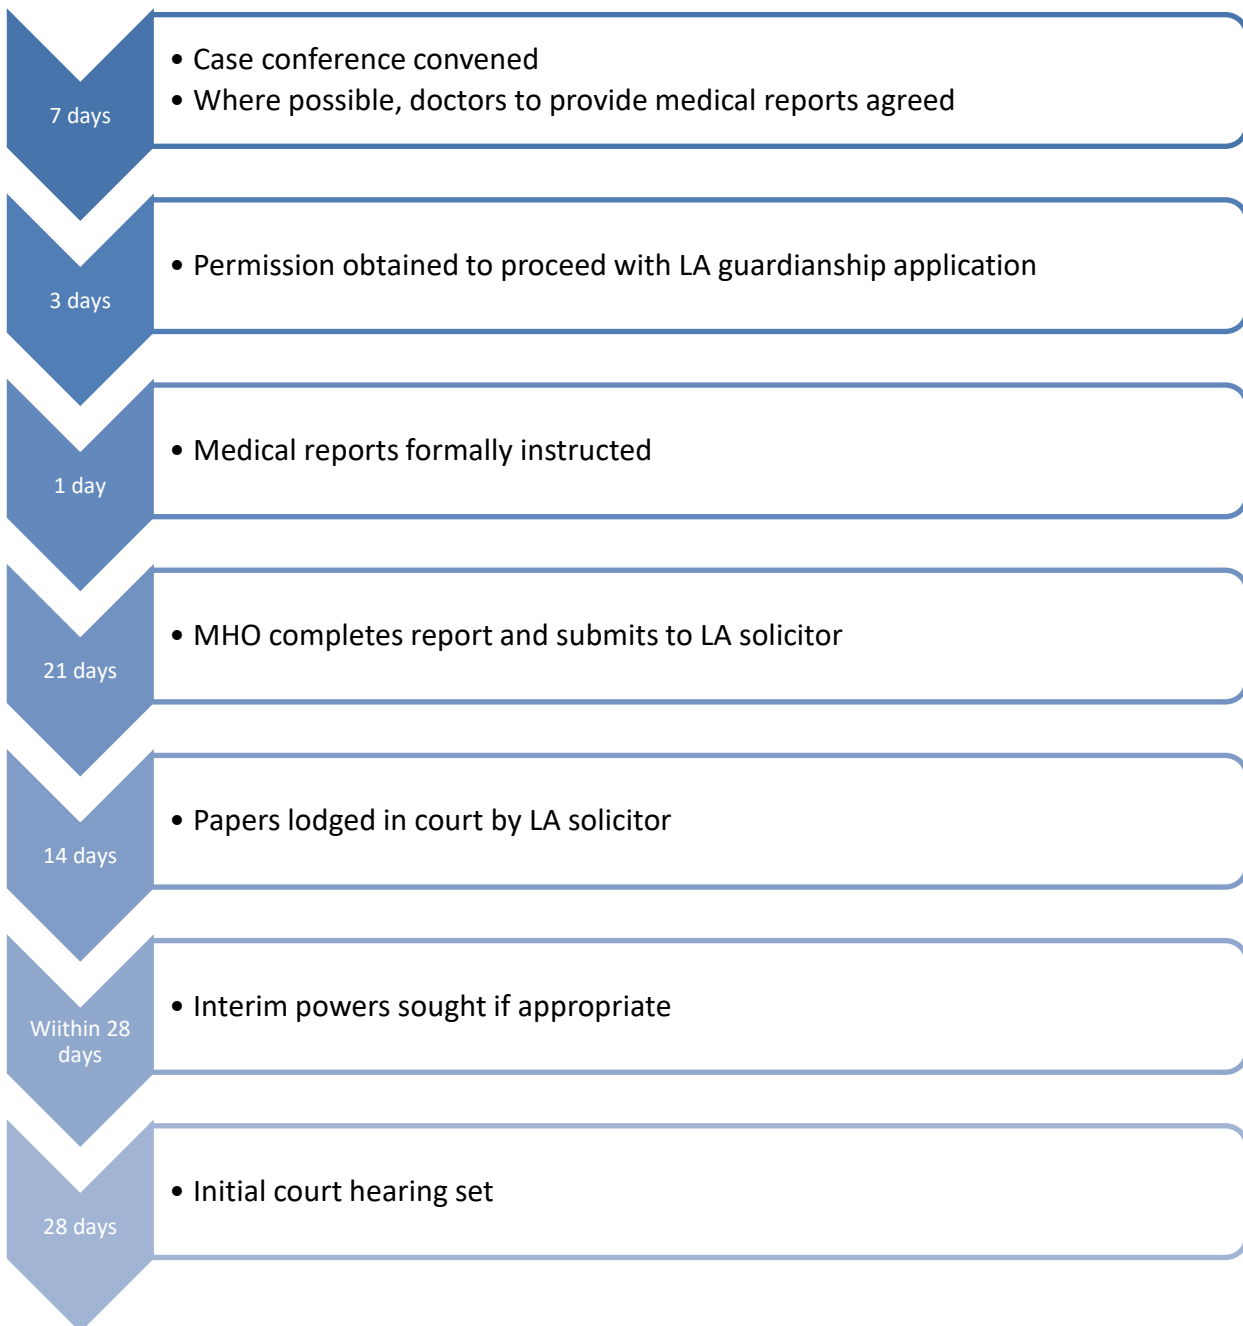 7 days
• Case conference convened
• Where possible, doctors to provide medical reports agreed
3 days
• Permission obtained to proceed with LA guardianship application
1 day
• Medical reports formally instructed
21 days
• MHO completes report and submits to LA solicitor
14 days
• Papers lodged in court by LA solicitor
Wiithin 28
days
• Interim powers sought if appropriate
28 days
• Initial court hearing set